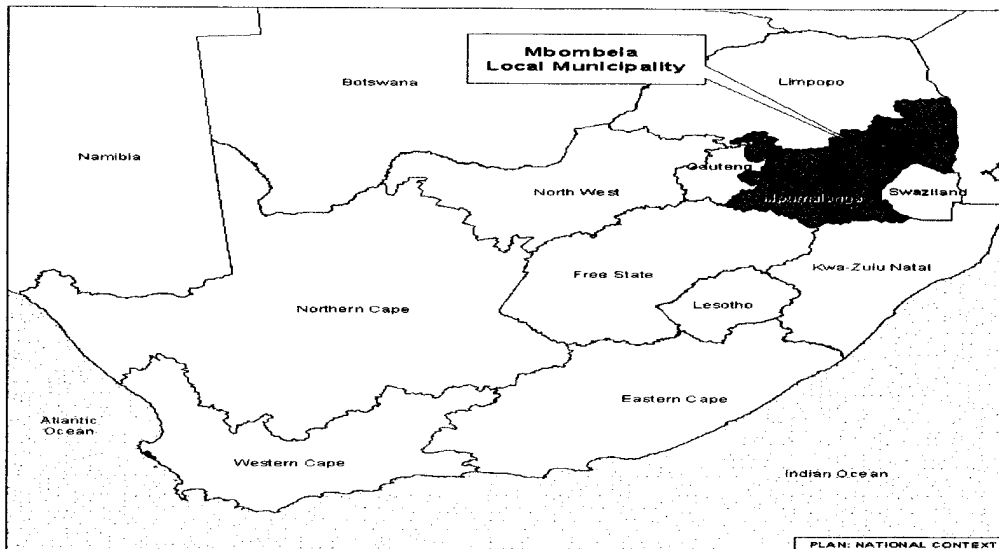 Mbombela
Local Municipality
Limpopo
Botswana
Namibia
Gauteng
North West
Mpumalanga
Swaziland
Free State
Kwa-Zulu Natal
Northern Cape
Lesotho
Eastern Cape
Atlantic
Ocean
Western Cape
Indian Ocean
PLAN: NATIONAL CONTEXT